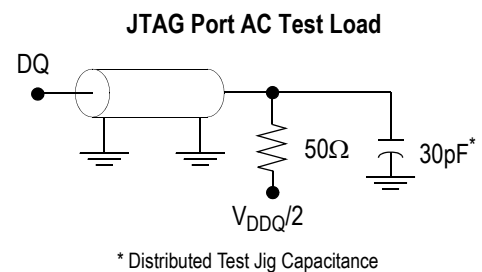 JTAG Port AC Test Load
DQ
50Ω
30pF*
VDDQ/2
* Distributed Test Jig Capacitance